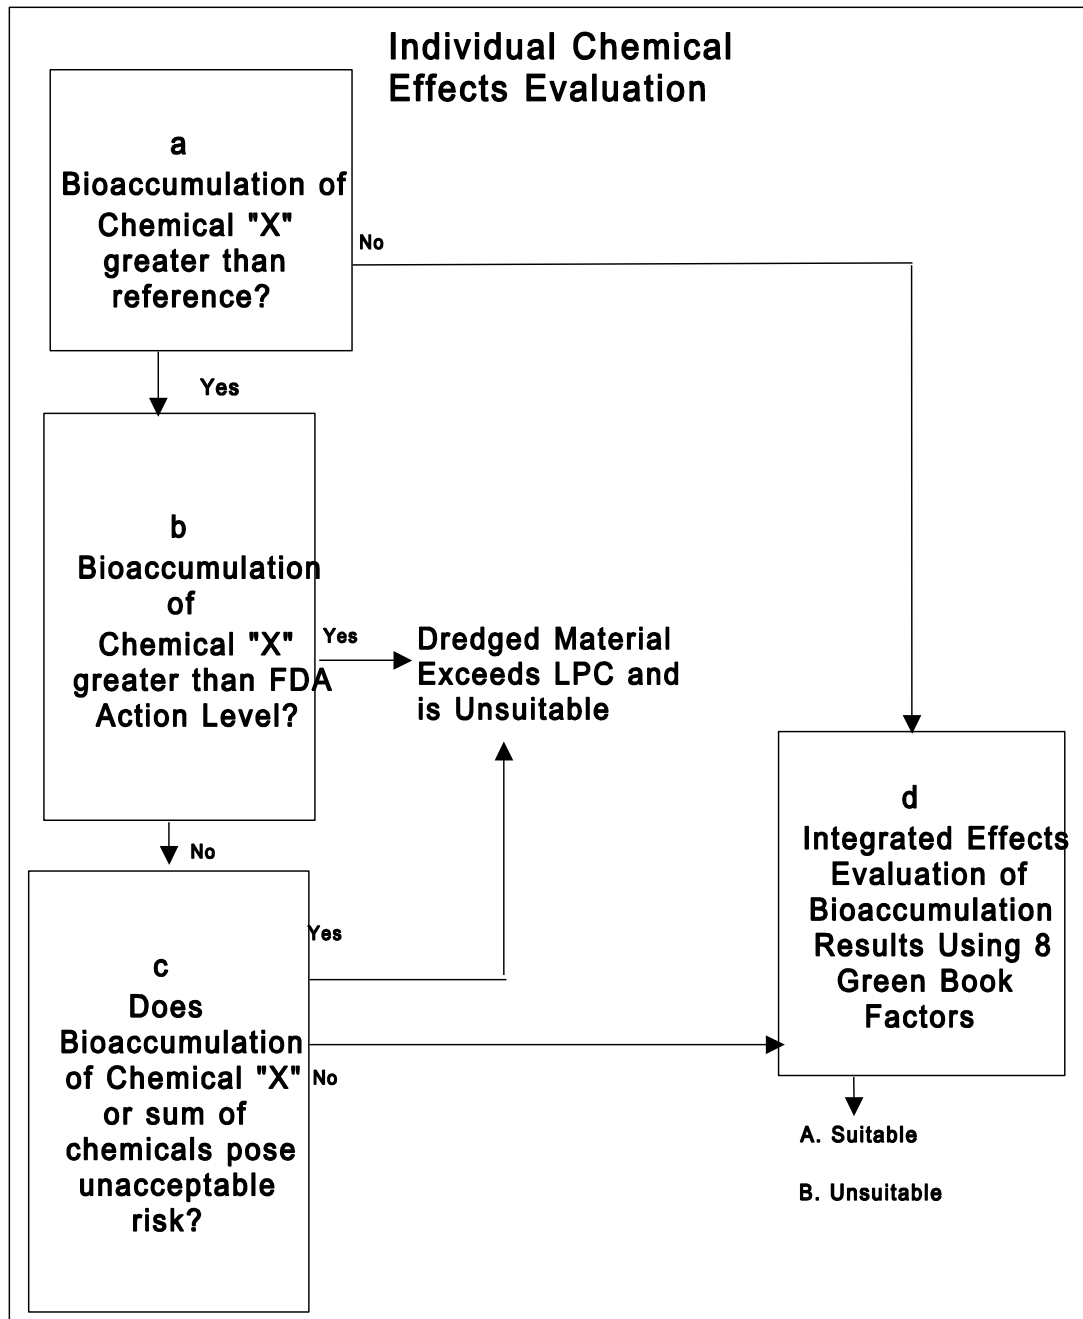 Individual Chemical
Effects Evaluation
a
Bioaccumulation of
Chemical "X"
greater than
reference?
No
Yes
b
Bioaccumulation
of
Chemical "X"
greater than FDA
Action Level?
Yes
Dredged Material
Exceeds LPC and
is Unsuitable
No
c
Does
Bioaccumulation
of Chemical "X"
or sum of
chemicals pose
unacceptable
risk?
Yes
No
d
Integrated Effects
Evaluation of
Bioaccumulation
Results Using 8
Green Book
Factors
A. Suitable
B. Unsuitable